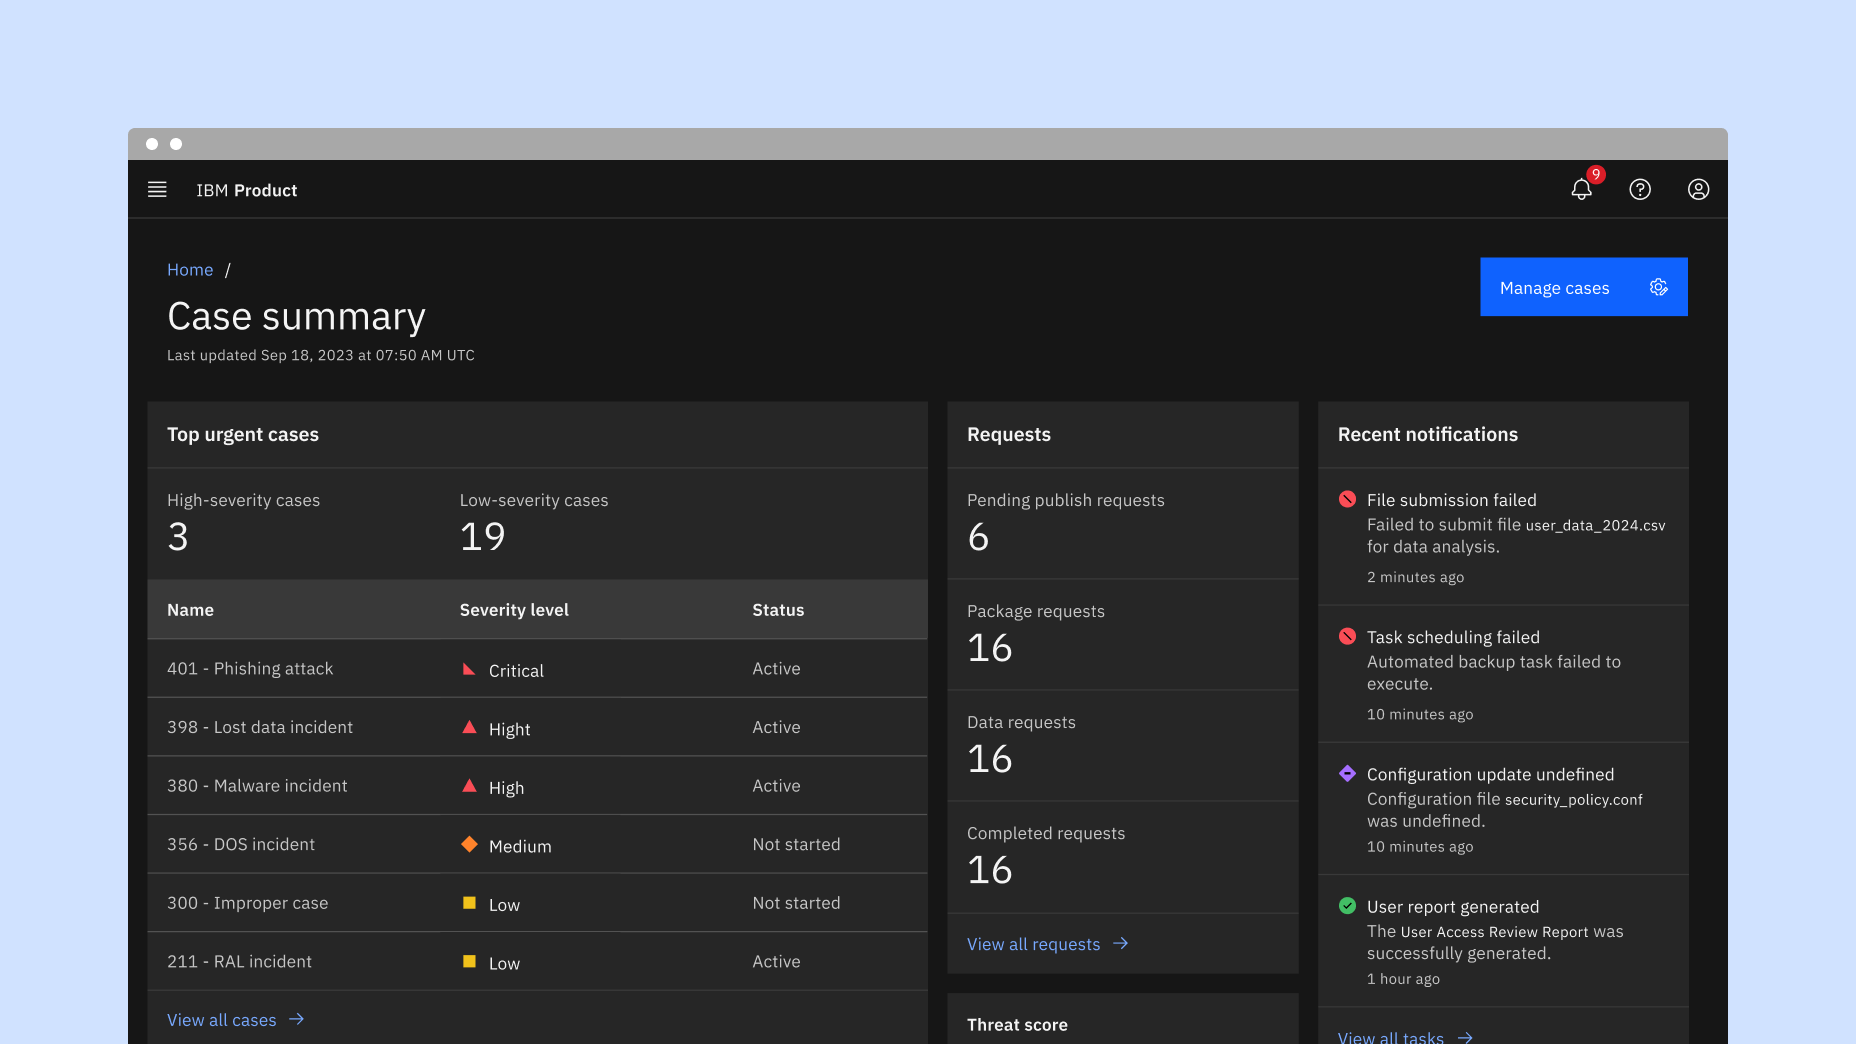 IBM Product
9
Home /
Case summary
Last updated Sep 18, 2023 at 07:50 AM UTC
Manage cases
Top urgent cases
High-severity cases
3
Low-severity cases
19
Name Severity level Status
401 - Phishing attack Critical Active
398 - Lost data incident Hight Active
380 - Malware incident High Active
356 - DOS incident Medium Not started
300 - Improper case Low Not started
211 - RAL incident Low Active
View all cases
Requests
Pending publish requests
6
Package requests
16
Data requests
16
Completed requests
16
View all requests
Threat score
Recent notifications
File submission failed
Failed to submit file user_data_2024.csv
for data analysis.
2 minutes ago
Task scheduling failed
Automated backup task failed to
execute.
10 minutes ago
Configuration update undefined
Configuration file security_policy.conf
was undefined.
10 minutes ago
User report generated
The User Access Review Report was
successfully generated.
1 hour ago
View all tasks